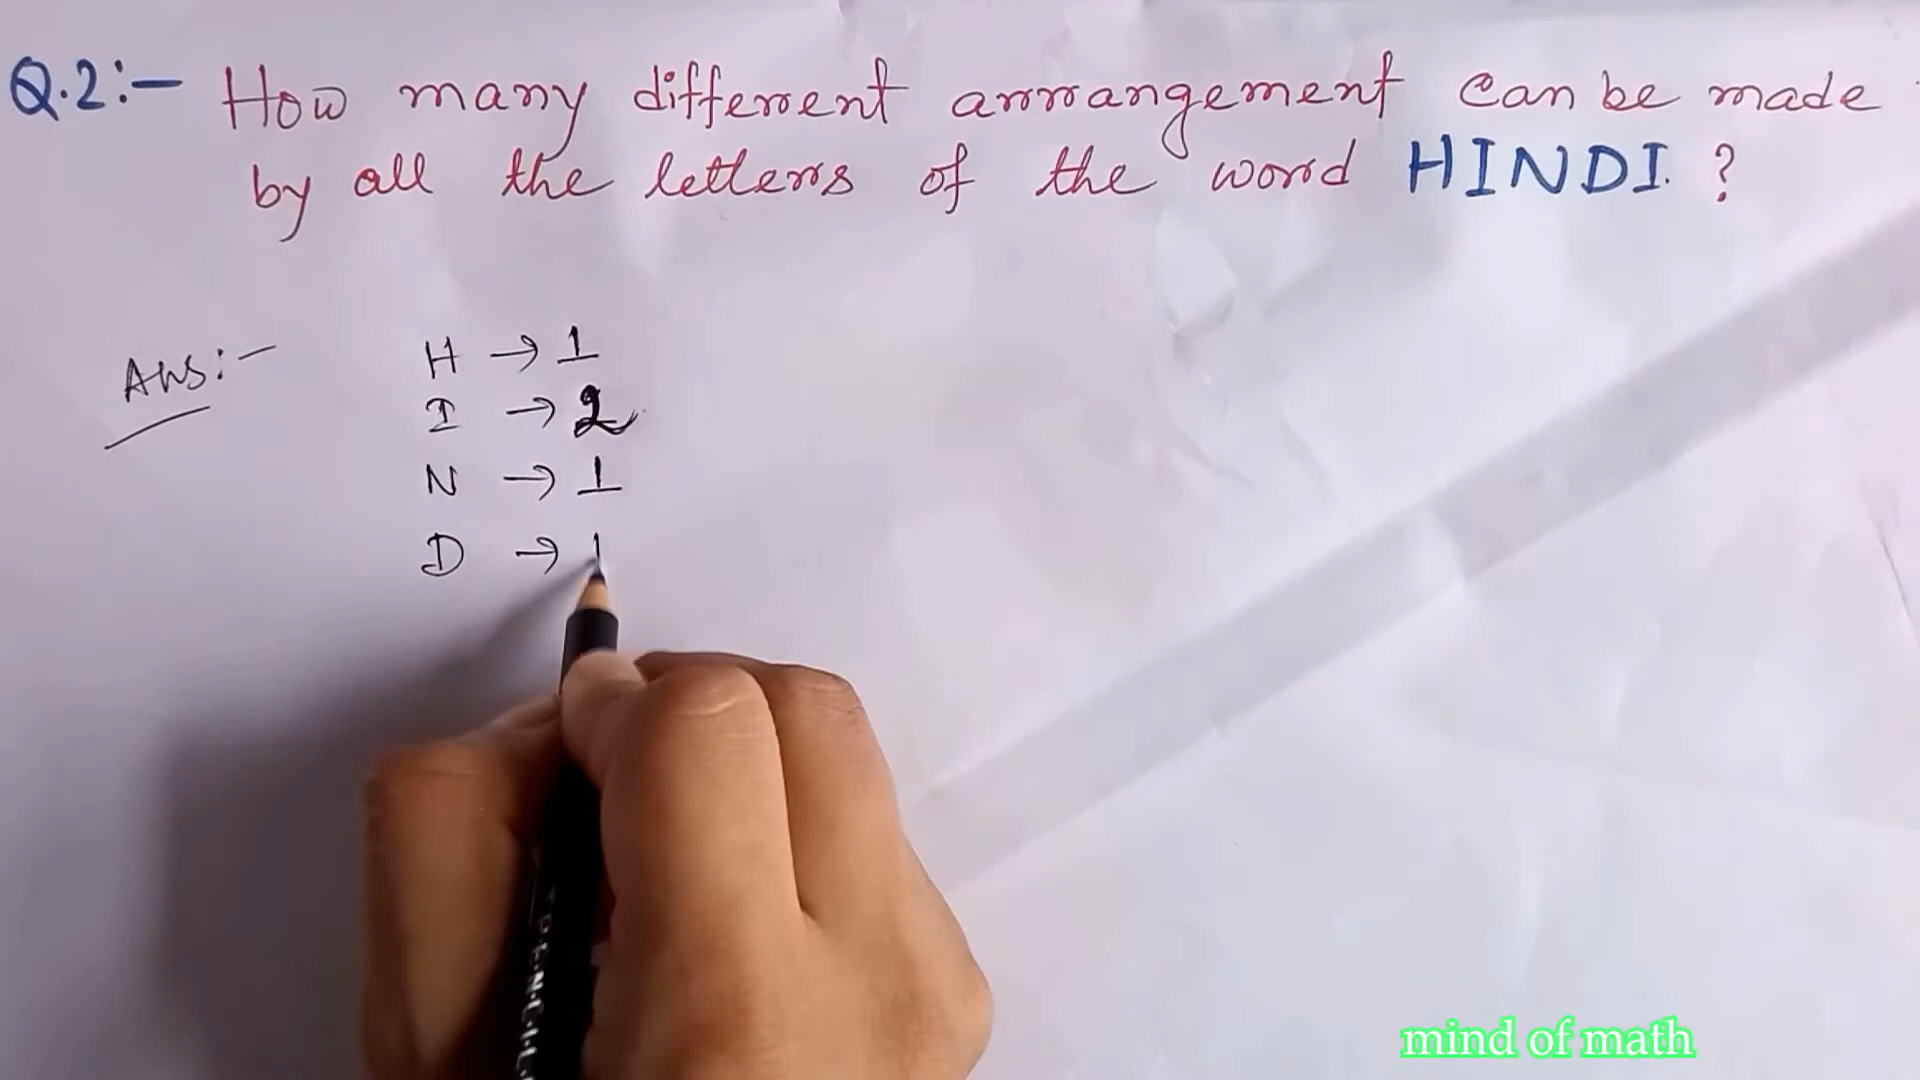 Q.2:- How many different arrangement can be made
by all the letters of the word HINDI. ?
Ans:-
H → 1
I → 2
N → 1
D → 1
mind of math